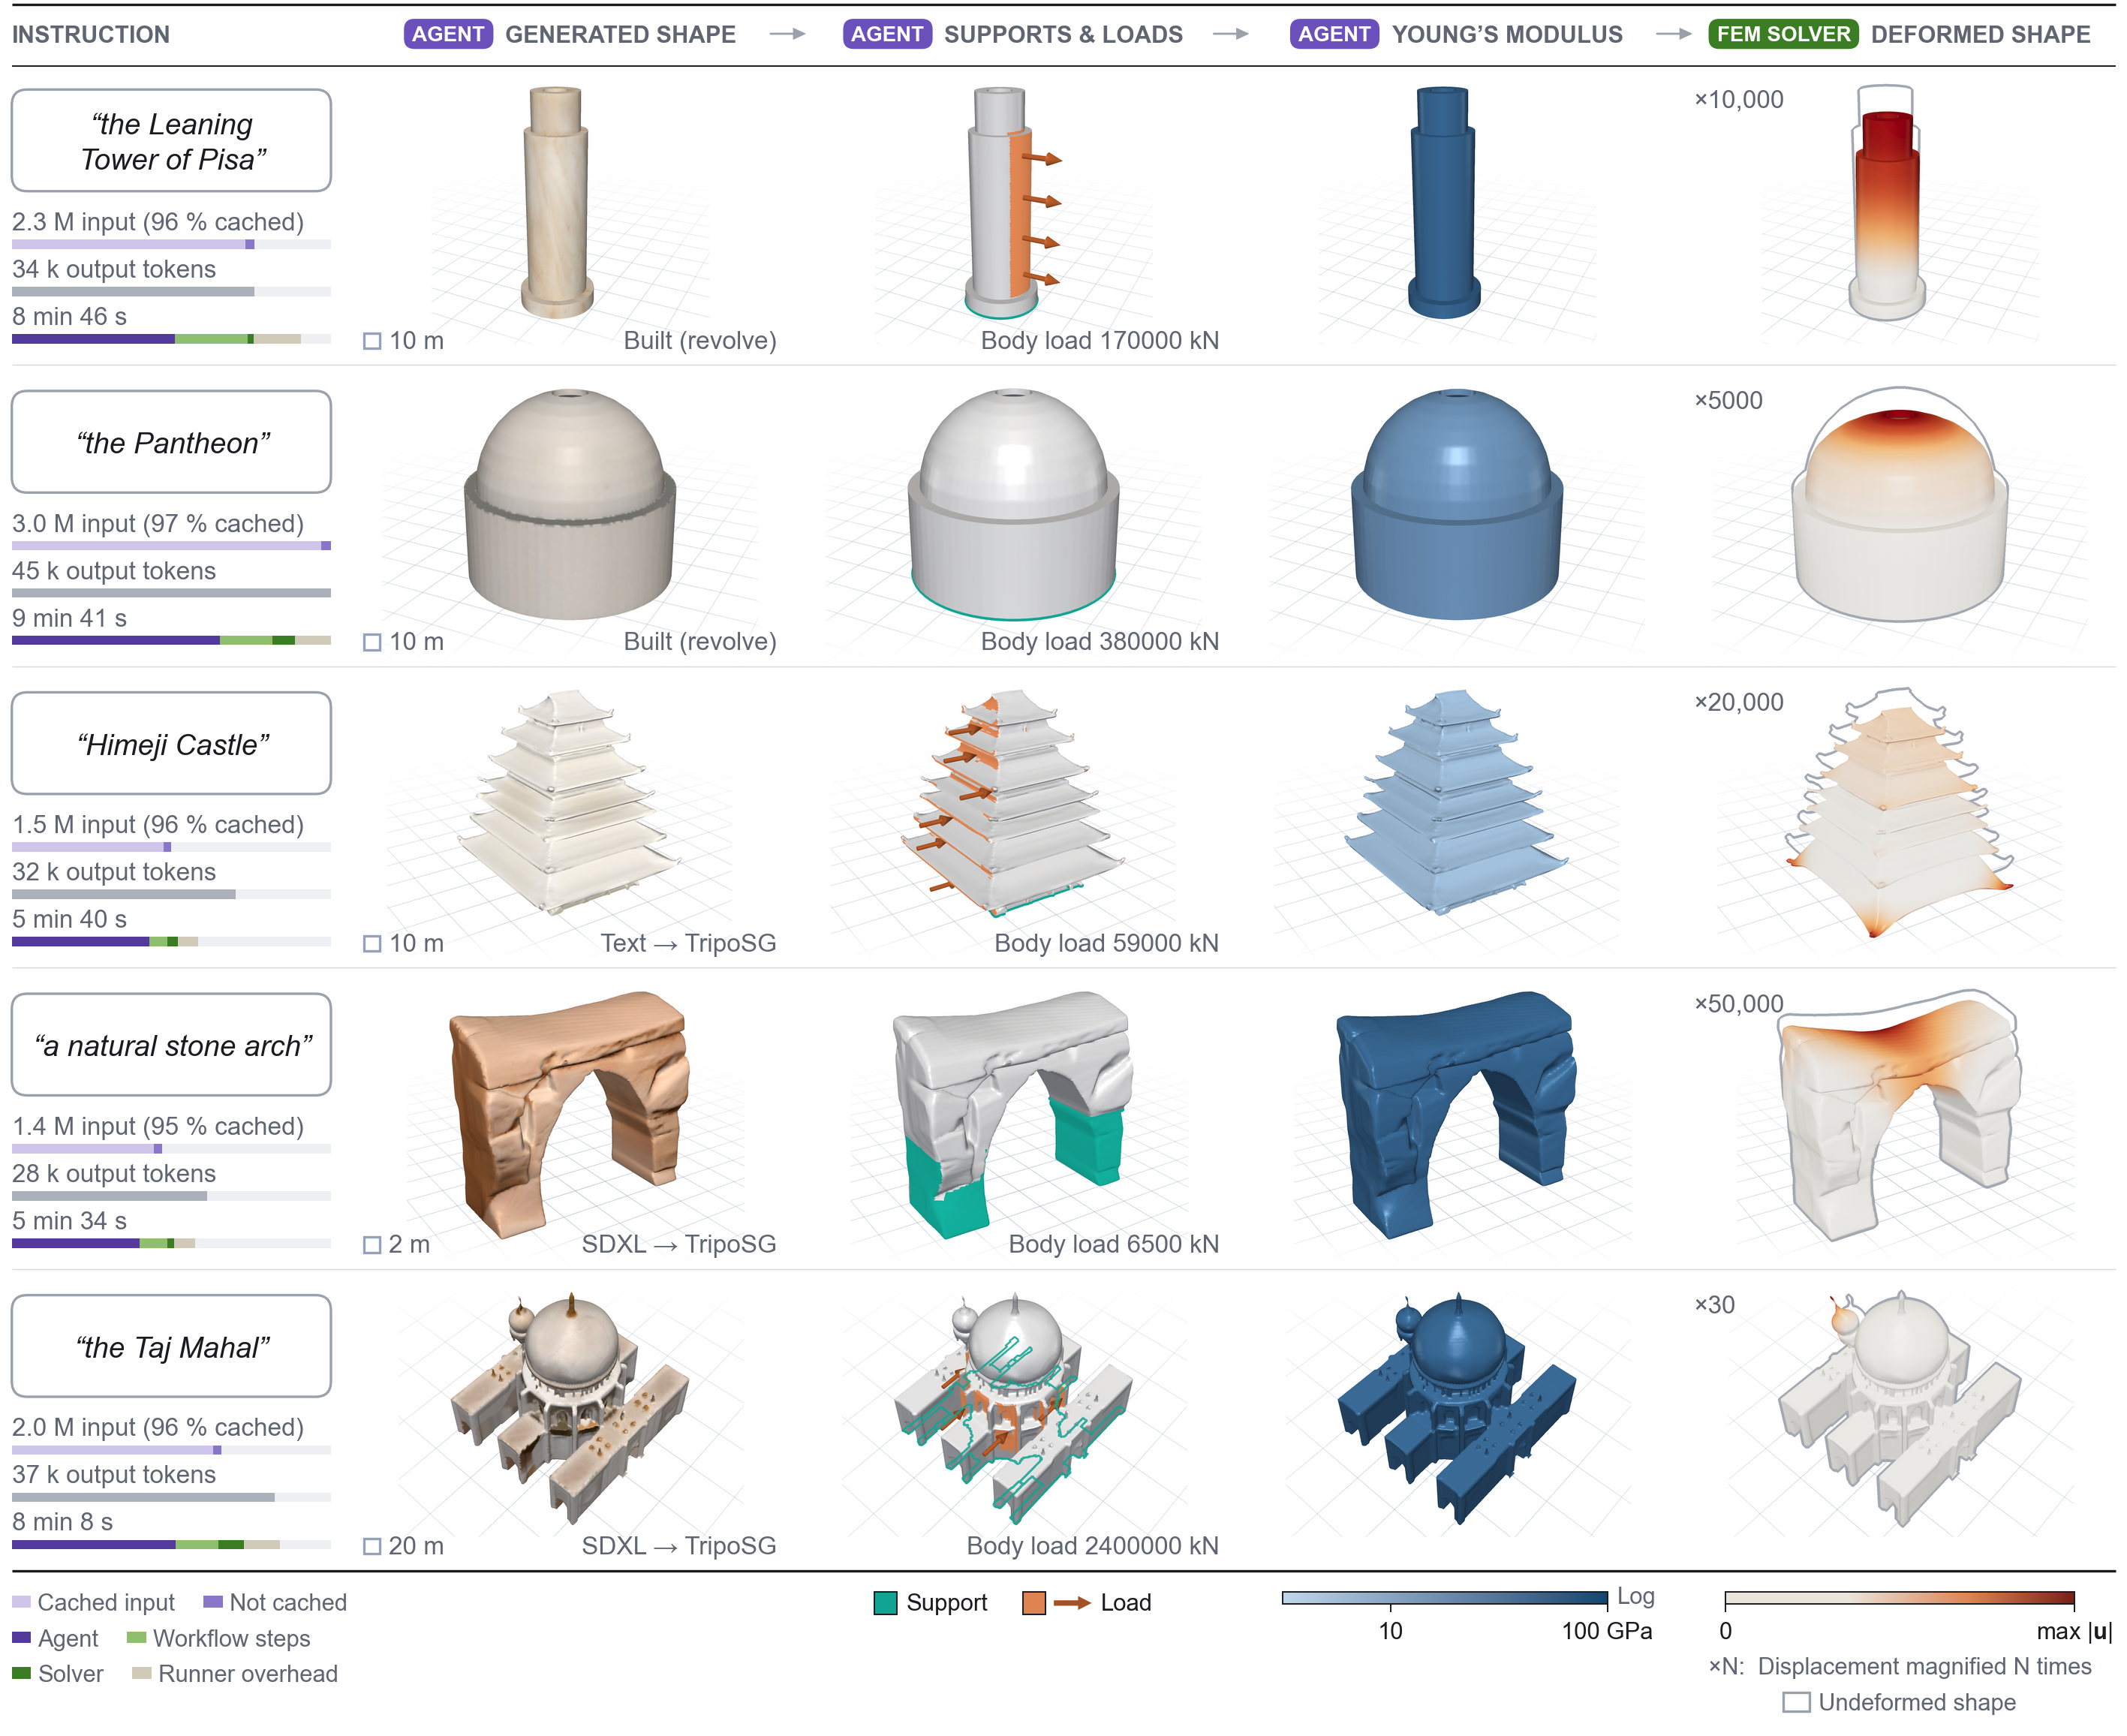 INSTRUCTION
AGENT GENERATED SHAPE → AGENT SUPPORTS & LOADS → AGENT YOUNG’S MODULUS → FEM SOLVER DEFORMED SHAPE
“the Leaning
Tower of Pisa”
2.3 M input (96 % cached)
34 k output tokens
8 min 46 s
10 m
Built (revolve)
Body load 170000 kN
×10,000
“the Pantheon”
3.0 M input (97 % cached)
45 k output tokens
9 min 41 s
10 m
Built (revolve)
Body load 380000 kN
×5000
“Himeji Castle”
1.5 M input (96 % cached)
32 k output tokens
5 min 40 s
10 m
Text → TripoSG
Body load 59000 kN
×20,000
“a natural stone arch”
1.4 M input (95 % cached)
28 k output tokens
5 min 34 s
2 m
SDXL → TripoSG
Body load 6500 kN
×50,000
“the Taj Mahal”
2.0 M input (96 % cached)
37 k output tokens
8 min 8 s
20 m
SDXL → TripoSG
Body load 2400000 kN
×30
Cached input Not cached
Agent Workflow steps
Solver Runner overhead
Support Load
Log
10 100 GPa
0 max |u|
×N: Displacement magnified N times
Undeformed shape